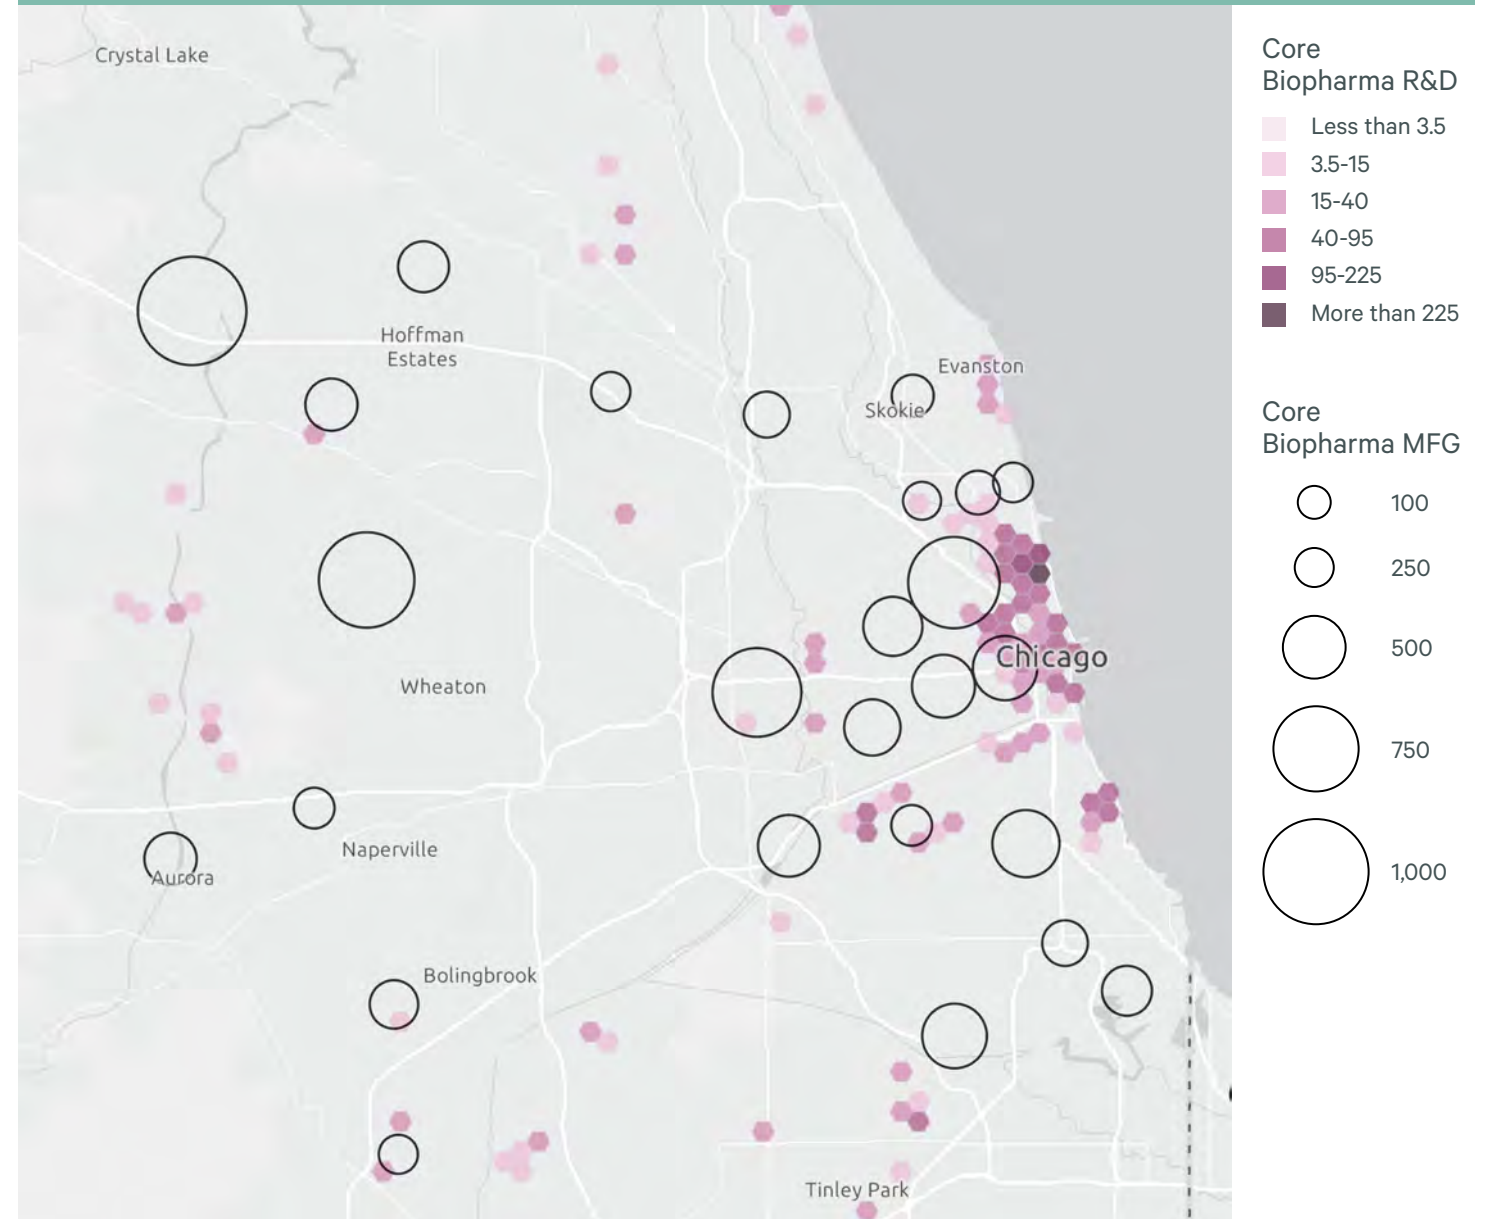 Crystal Lake
Hoffman
Estates
Evanston
Skokie
Chicago
Wheaton
Naperville
Aurora
Bolingbrook
Tinley Park
Core
Biopharma R&D
Less than 3.5
3.5-15
15-40
40-95
95-225
More than 225
Core
Biopharma MFG
100
250
500
750
1,000